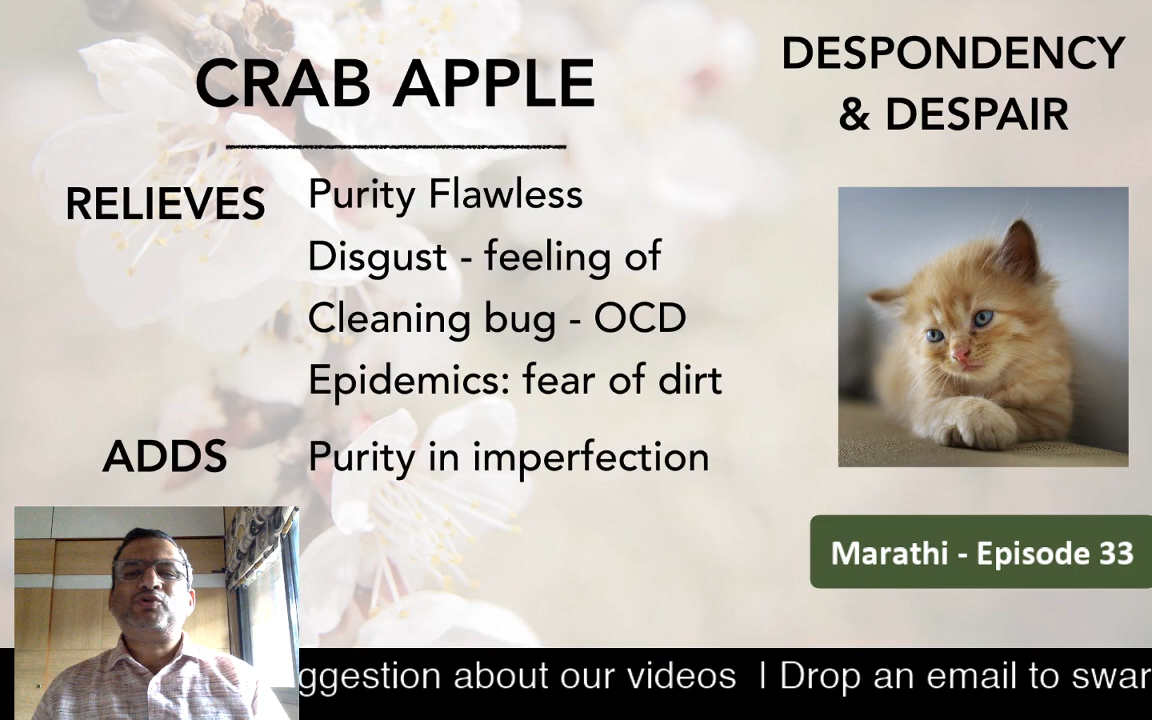 CRAB APPLE
RELIEVES
Purity Flawless
Disgust - feeling of
Cleaning bug - OCD
Epidemics: fear of dirt
ADDS
Purity in imperfection
DESPONDENCY
& DESPAIR
Marathi - Episode 33
ggestion about our videos | Drop an email to swar